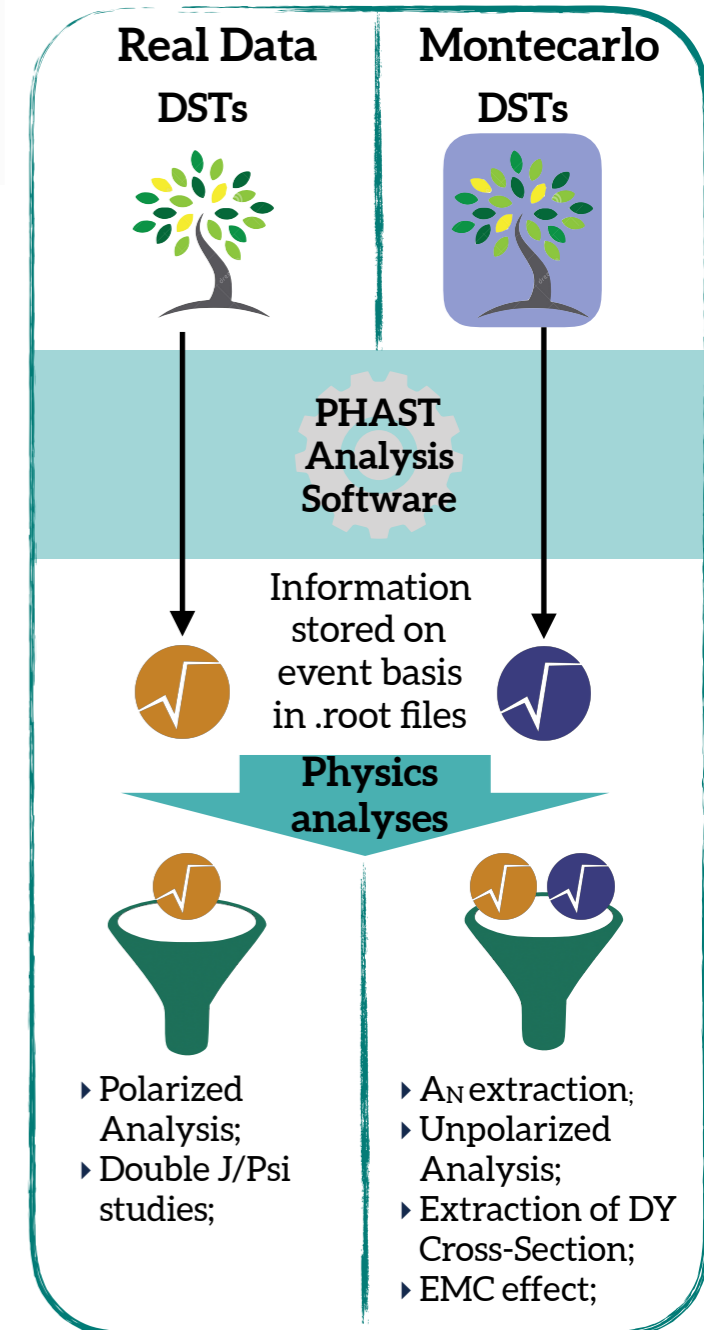 Real Data
DSTs
Montecarlo
DSTs
PHAST
Analysis
Software
Information
stored on
event basis
in .root files
Physics
analyses
‣ Polarized
Analysis;
‣ Double J/Psi
studies;
‣ AN extraction;
‣ Unpolarized
Analysis;
‣ Extraction of DY
Cross-Section;
‣ EMC effect;